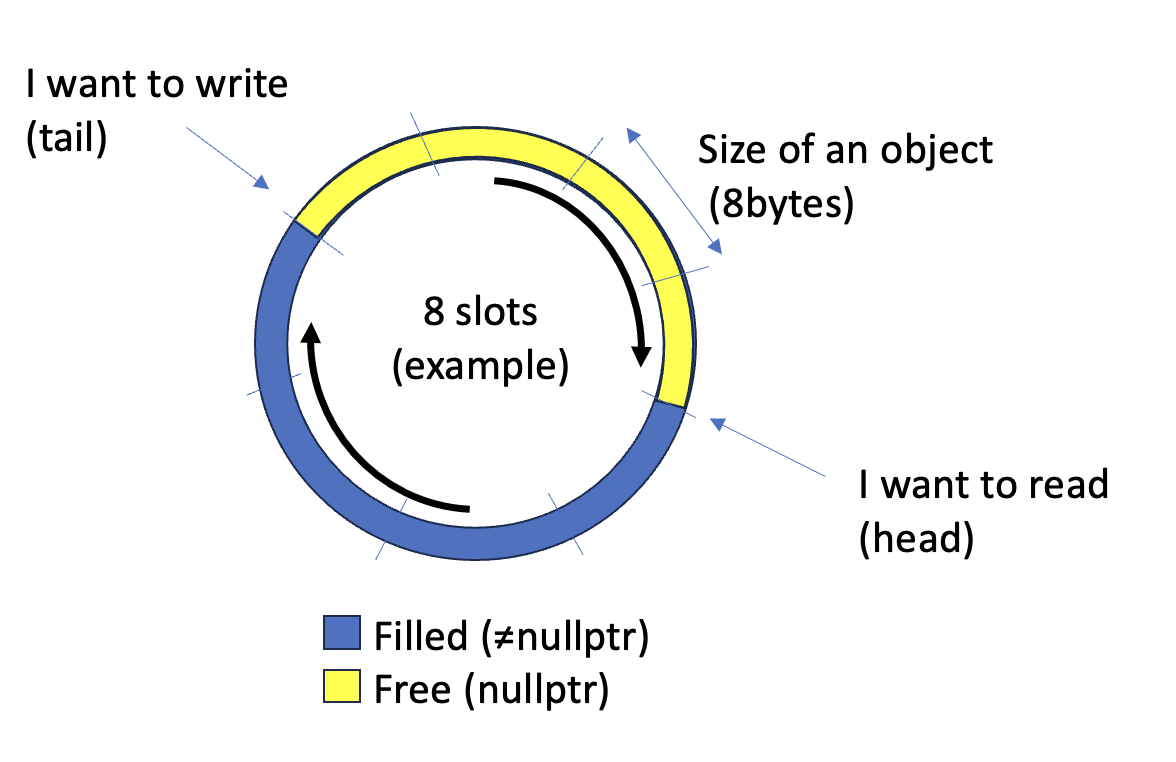 I want to write
(tail)
Size of an object
(8bytes)
8 slots
(example)
I want to read
(head)
Filled (≠nullptr)
Free (nullptr)